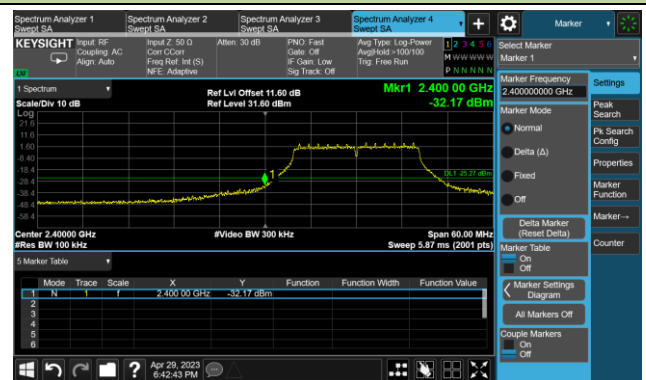 Spectrum Analyzer 1
Swept SA
Spectrum Analyzer 2
Swept SA
Spectrum Analyzer 3
Swept SA
Spectrum Analyzer 4
Swept SA
+
Marker
KEYSIGHT
Input: RF
Coupling: AC
Align: Auto
Input Z: 50 Ω
Corr CCorr
Freq Ref: Int (S)
NFE: Adaptive
Atten: 30 dB
PNO: Fast
Gate: Off
IF Gain: Low
Sig Track: Off
Avg Type: Log-Power
Avg|Hold >100/100
Trig: Free Run
1 2 3 4 5 6
M W W W W W
P N N N N N
LXI
Select Marker
Marker 1
1 Spectrum
Scale/Div 10 dB
Log
Ref Lvl Offset 11.60 dB
Ref Level 31.60 dBm
Mkr1 2.400 00 GHz
-32.17 dBm
21.6
11.6
1.60
-8.40
-18.4
-28.4
-38.4
-48.4
-58.4
1
DL1 -25.27 dBm
Center 2.40000 GHz
#Res BW 100 kHz
#Video BW 300 kHz
Span 60.00 MHz
Sweep 5.87 ms (2001 pts)
5 Marker Table
Mode Trace Scale X Y Function Function Width Function Value
1 N 1 f 2.400 00 GHz -32.17 dBm
2
3
4
5
6
Marker Frequency
2.400000000 GHz
Marker Mode
Normal
Delta (Δ)
Fixed
Off
Delta Marker
(Reset Delta)
Marker Table
On
Off
Marker Settings
Diagram
All Markers Off
Couple Markers
On
Off
Settings
Peak
Search
Pk Search
Config
Properties
Marker
Function
Marker→
Counter
?
Apr 29, 2023
6:42:43 PM